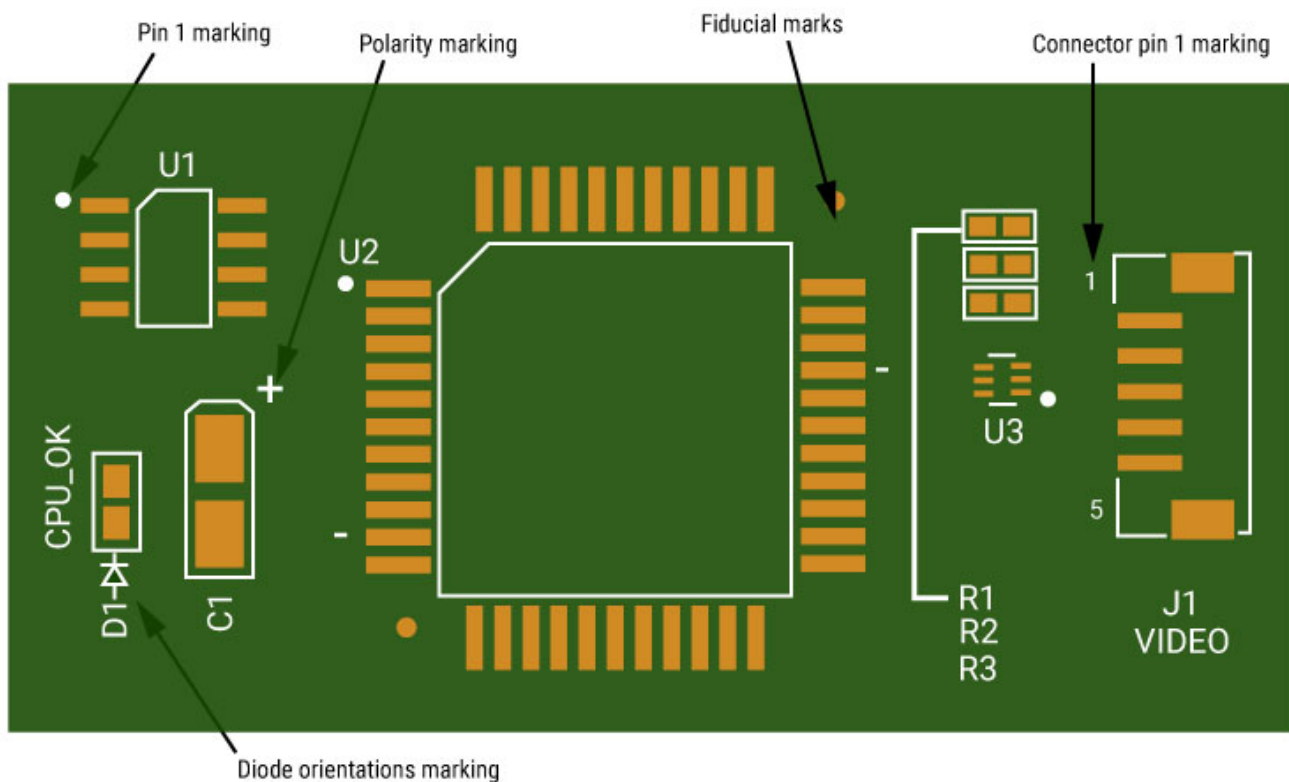 Pin 1 marking
Polarity marking
Fiducial marks
Connector pin 1 marking
U1
U2
1
+
-
U3
CPU_OK
5
-
D1
C1
R1
R2
R3
J1
VIDEO
Diode orientations marking